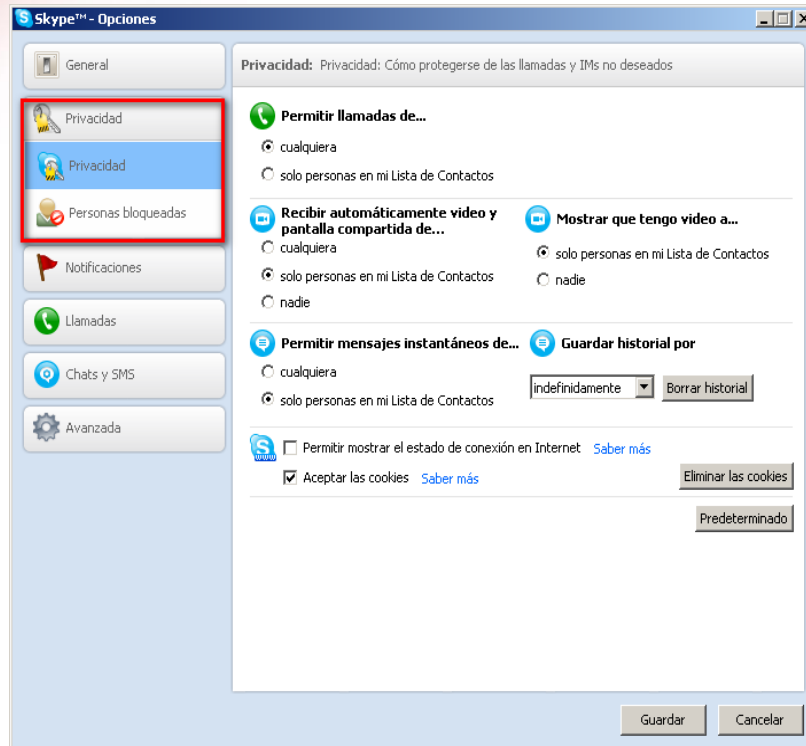 Skype™ - Opciones
General
Privacidad
Privacidad
Personas bloqueadas
Notificaciones
Llamadas
Chats y SMS
Avanzada
Privacidad: Privacidad: Cómo protegerse de las llamadas y IMs no deseados
Permitir llamadas de...
cualquiera
solo personas en mi Lista de Contactos
Recibir automáticamente video y
pantalla compartida de...
cualquiera
solo personas en mi Lista de Contactos
nadie
Mostrar que tengo video a...
solo personas en mi Lista de Contactos
nadie
Permitir mensajes instantáneos de...
cualquiera
solo personas en mi Lista de Contactos
Guardar historial por
indefinidamente Borrar historial
Permitir mostrar el estado de conexión en Internet Saber más
Aceptar las cookies Saber más Eliminar las cookies
Predeterminado
Guardar Cancelar